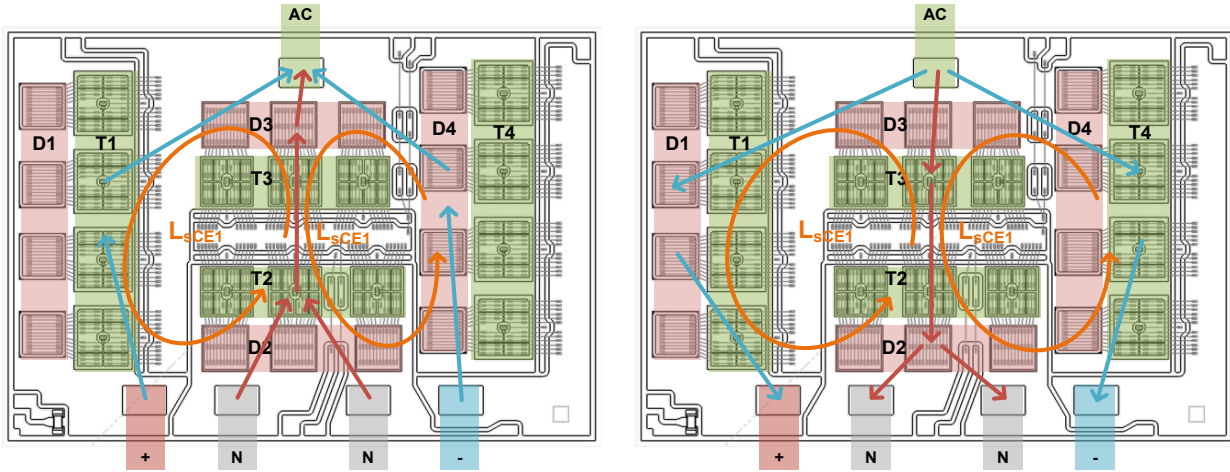 AC
D3
D4
D1
T1
T4
T3
LsCE1
LsCE1
T2
D2
+
N
N
-
AC
D3
D4
D1
T1
T4
T3
LsCE1
LsCE1
T2
D2
+
N
N
-